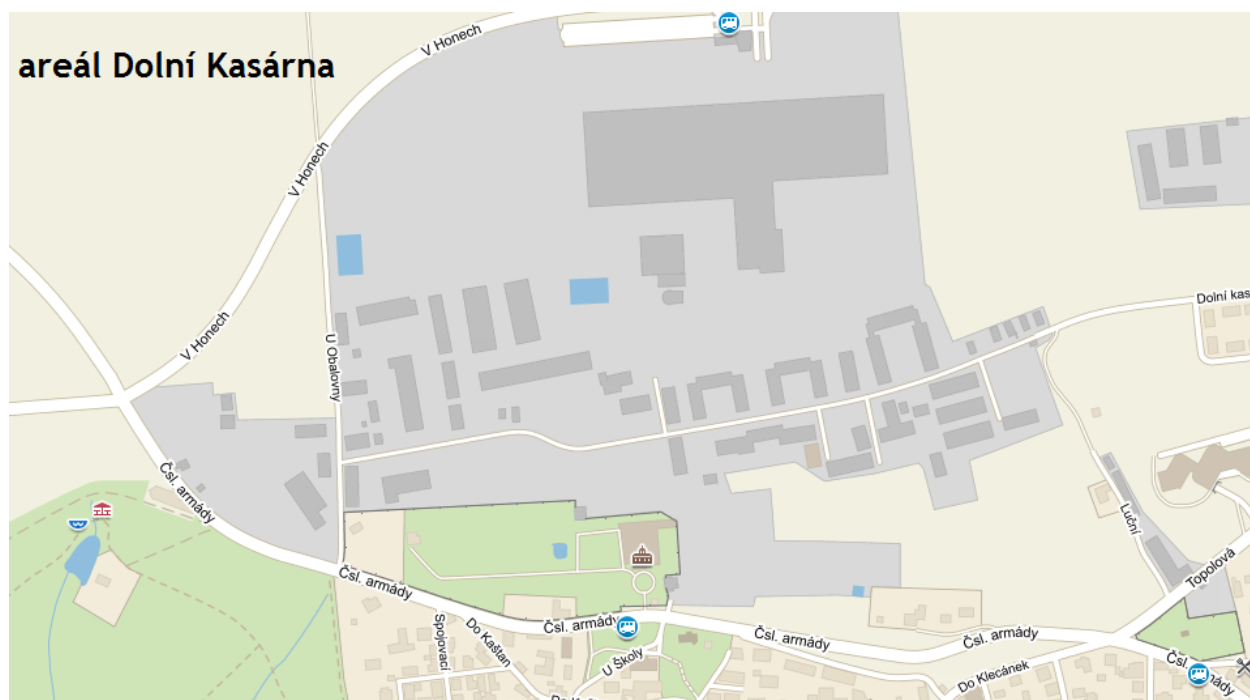 areál Dolní Kasárna
V Honech
V Honech
V Honech
U Obalovny
Dolní kas
Čsl. armády
Luční
Topolová
Čsl. armády
Čsl. armády
Čsl. armády
Čsl. armády
Čsl. armády
Spojovací
Do Kaštan
U Školy
Do Klecánek